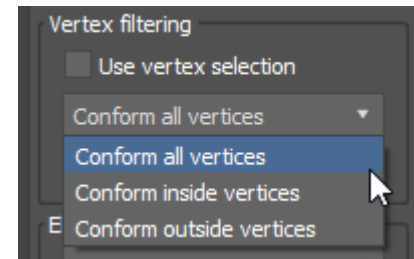 Vertex filtering
Use vertex selection
Conform all vertices
Conform all vertices
Conform inside vertices
E
Conform outside vertices